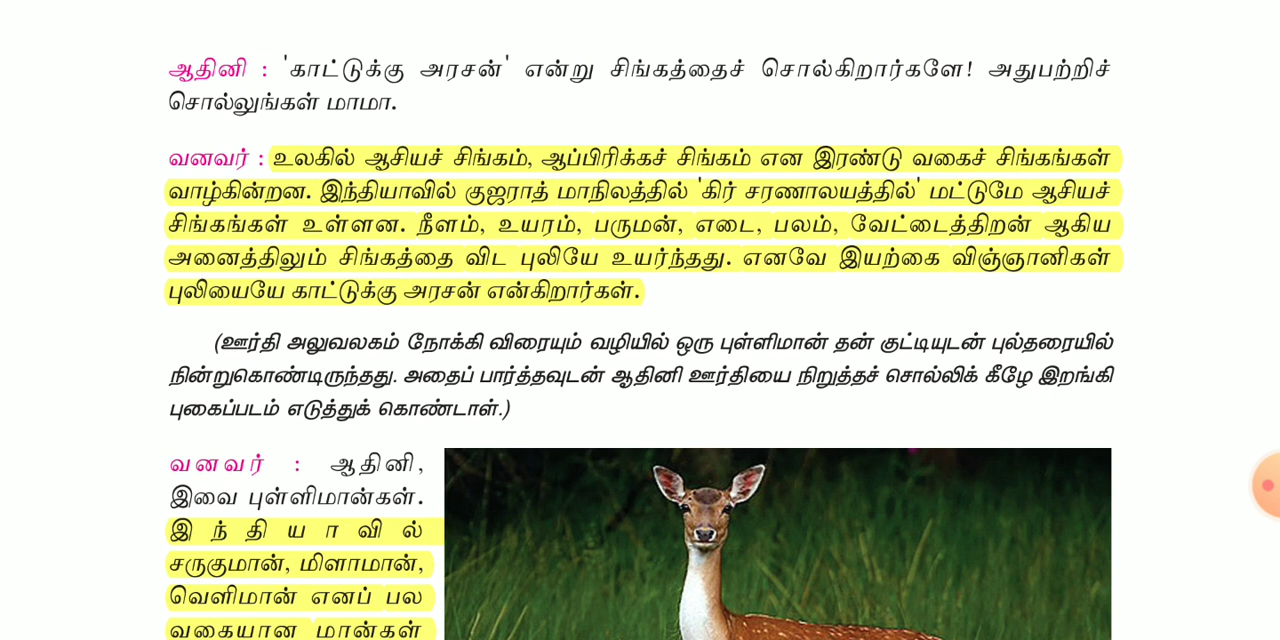 ஆதினி : 'காட்டுக்கு அரசன்' என்று சிங்கத்தைச் சொல்கிறார்களே! அதுபற்றிச்
சொல்லுங்கள் மாமா.
வனவர் : உலகில் ஆசியச் சிங்கம், ஆப்பிரிக்கச் சிங்கம் என இரண்டு வகைச் சிங்கங்கள்
வாழ்கின்றன. இந்தியாவில் குஜராத் மாநிலத்தில் 'கிர் சரணாலயத்தில்' மட்டுமே ஆசியச்
சிங்கங்கள் உள்ளன. நீளம், உயரம், பருமன், எடை, பலம், வேட்டைத்திறன் ஆகிய
அனைத்திலும் சிங்கத்தை விட புலியே உயர்ந்தது. எனவே இயற்கை விஞ்ஞானிகள்
புலியையே காட்டுக்கு அரசன் என்கிறார்கள்.
(ஊர்தி அலுவலகம் நோக்கி விரையும் வழியில் ஒரு புள்ளிமான் தன் குட்டியுடன் புல்தரையில்
நின்றுகொண்டிருந்தது. அதைப் பார்த்தவுடன் ஆதினி ஊர்தியை நிறுத்தச் சொல்லிக் கீழே இறங்கி
புகைப்படம் எடுத்துக் கொண்டாள்.)
வனவர் : ஆதினி,
இவை புள்ளிமான்கள்.
இந்தியாவில்
சருகுமான், மிளாமான்,
வெளிமான் எனப் பல
வகையான மான்கள்